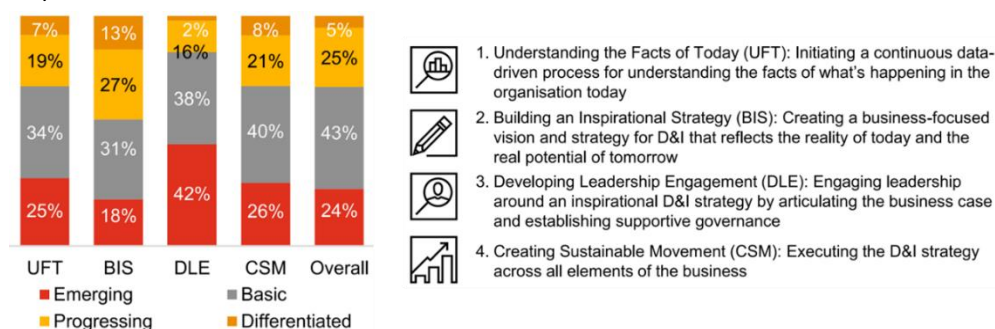 7%
13%
2%
8%
5%
19%
27%
16%
21%
25%
34%
31%
38%
40%
43%
25%
18%
42%
26%
24%
UFT
BIS
DLE
CSM
Overall
Emerging
Basic
Progressing
Differentiated
1. Understanding the Facts of Today (UFT): Initiating a continuous data-
driven process for understanding the facts of what's happening in the
organisation today
2. Building an Inspirational Strategy (BIS): Creating a business-focused
vision and strategy for D&I that reflects the reality of today and the
real potential of tomorrow
3. Developing Leadership Engagement (DLE): Engaging leadership
around an inspirational D&I strategy by articulating the business case
and establishing supportive governance
4. Creating Sustainable Movement (CSM): Executing the D&I strategy
across all elements of the business